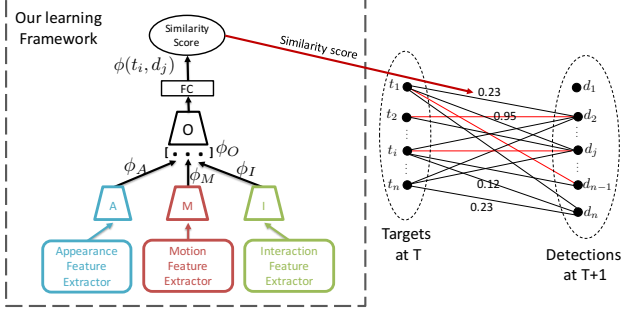 Our learning
Framework
Similarity
Score
Similarity score
ϕ(t_i, d_j)
FC
O
[• • •] ϕ_O
ϕ_A
ϕ_M
ϕ_I
A
M
I
Appearance
Feature
Extractor
Motion
Feature
Extractor
Interaction
Feature
Extractor
t_1
t_2
t_i
t_n
0.23
0.95
0.12
0.23
d_1
d_2
d_j
d_{n−1}
d_n
Targets
at T
Detections
at T+1